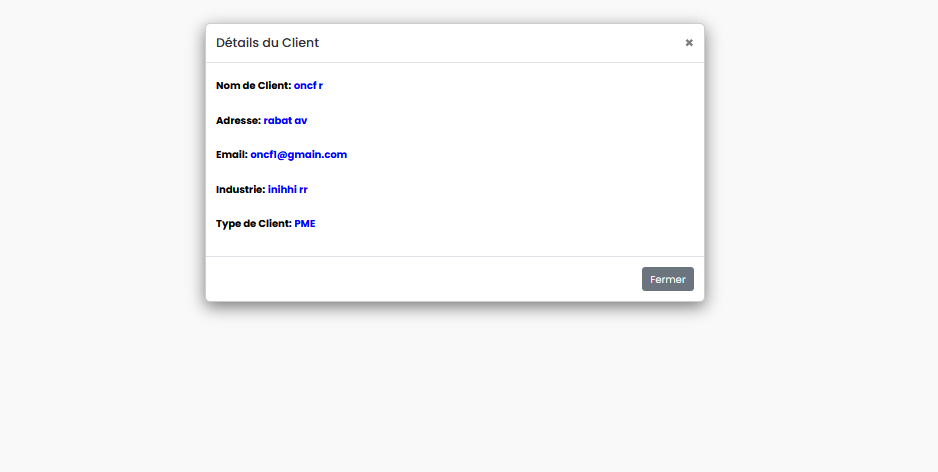 Détails du Client ×
Nom de Client: oncf r
Adresse: rabat av
Email: oncf1@gmain.com
Industrie: inihhi rr
Type de Client: PME
Fermer